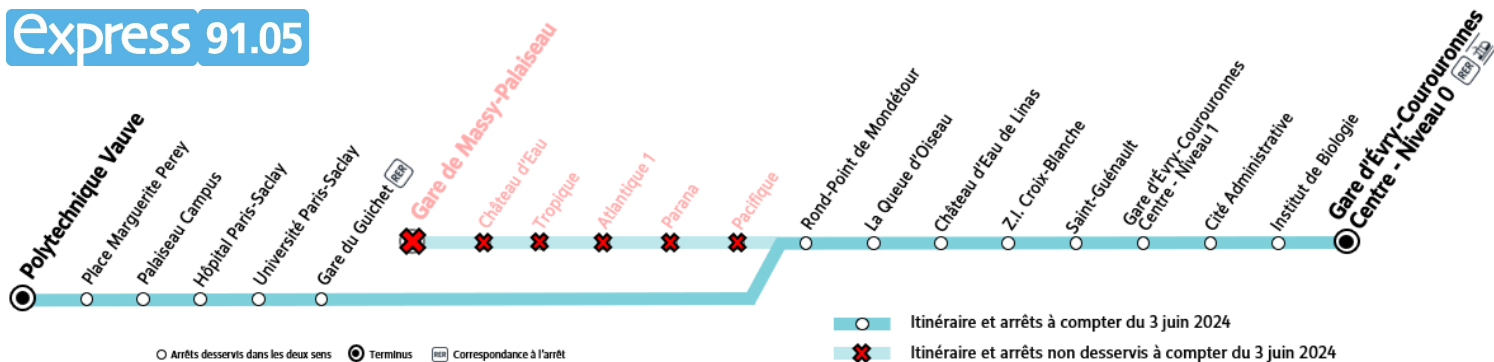 express 91.05
Polytechnique Vauve
Place Marguerite Perey
Palaiseau Campus
Hôpital Paris-Saclay
Université Paris-Saclay
Gare du Guichet RER
Gare de Massy-Palaiseau
Château d'Eau
Tropique
Atlantique 1
Parana
Pacifique
Rond-Point de Mondétour
La Queue d'Oiseau
Château d'Eau de Linas
Z.I. Croix-Blanche
Saint-Guénault
Gare d'Évry-Courouronnes
Centre - Niveau 1
Cité Administrative
Institut de Biologie
Gare d'Évry-Courouronnes
Centre - Niveau 0 RER
Itinéraire et arrêts à compter du 3 juin 2024
Arrêts desservis dans les deux sens Terminus RER Correspondance à l'arrêt
Itinéraire et arrêts non desservis à compter du 3 juin 2024